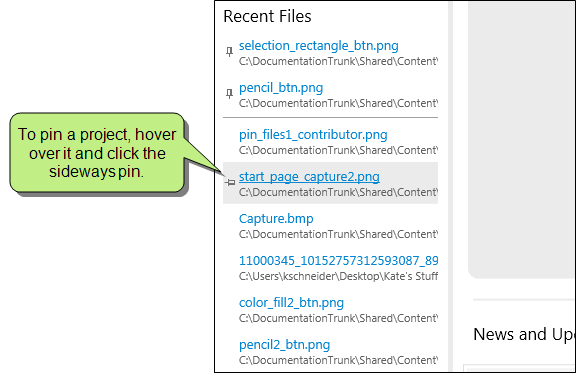 Recent Files
selection_rectangle_btn.png
C:\DocumentationTrunk\Shared\Content\
pencil_btn.png
C:\DocumentationTrunk\Shared\Content\
pin_files1_contributor.png
C:\DocumentationTrunk\Shared\Content\
To pin a project, hover
over it and click the
sideways pin.
start_page_capture2.png
C:\DocumentationTrunk\Shared\Content\
Capture.bmp
C:\DocumentationTrunk\Shared\Content\
11000345_10152757312593087_89
C:\Users\kschneider\Desktop\Kate's Stuff
color_fill2_btn.png
C:\DocumentationTrunk\Shared\Content\
pencil2_btn.png
C:\DocumentationTrunk\Shared\Content\
News and Upd